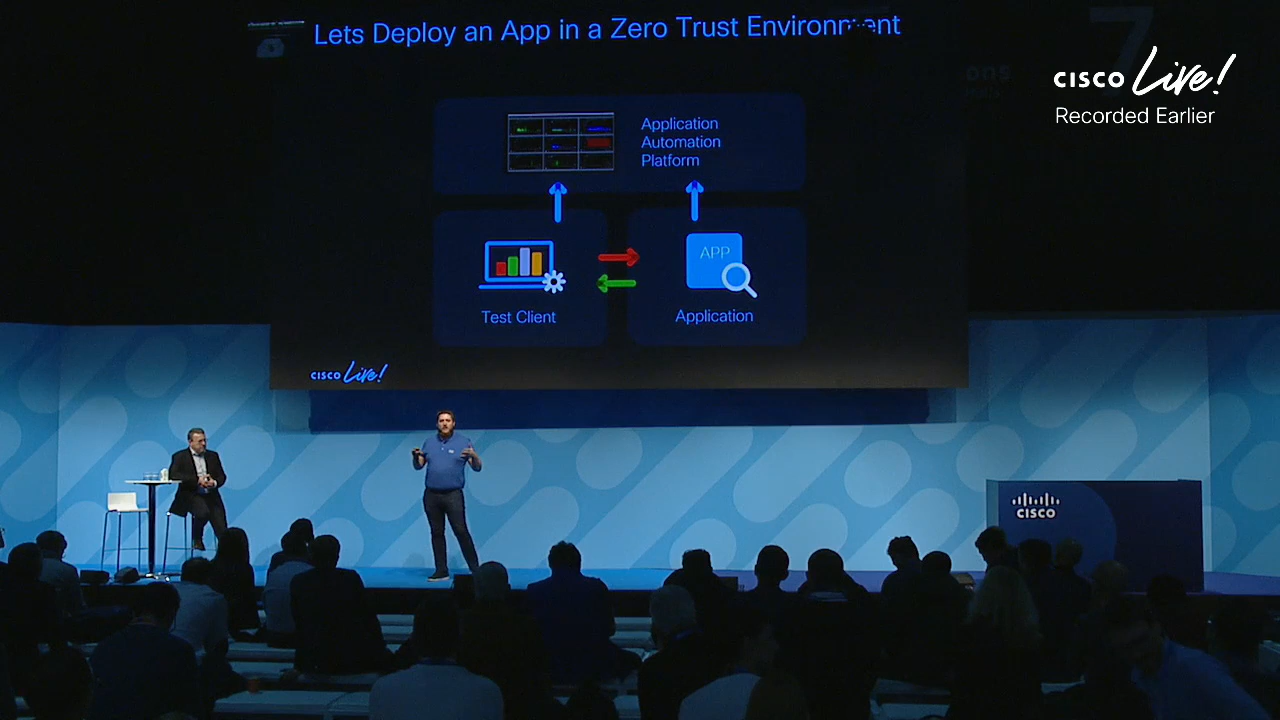 Lets Deploy an App in a Zero Trust Environment
CISCO Live!
Recorded Earlier
Application
Automation
Platform
APP
Test Client
Application
CISCO Live!
CISCO